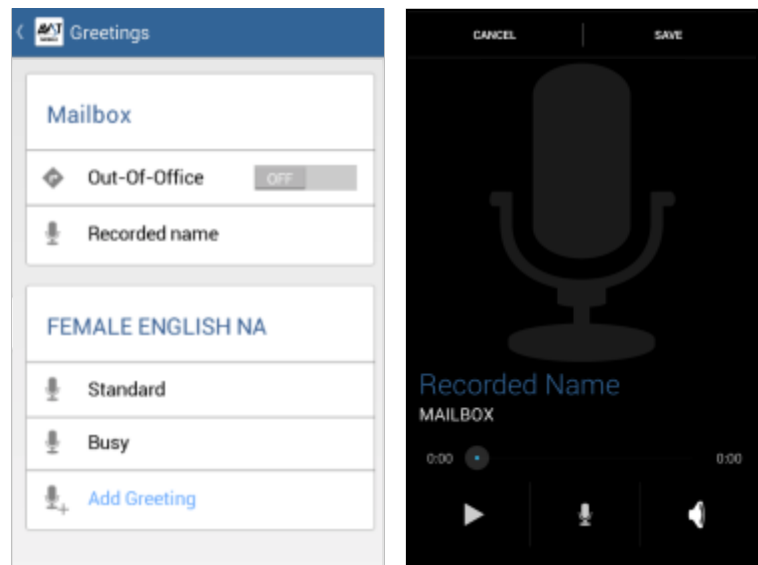 Greetings
Mailbox
Out-Of-Office OFF
Recorded name
FEMALE ENGLISH NA
Standard
Busy
Add Greeting
CANCEL SAVE
Recorded Name
MAILBOX
0:00 0:00